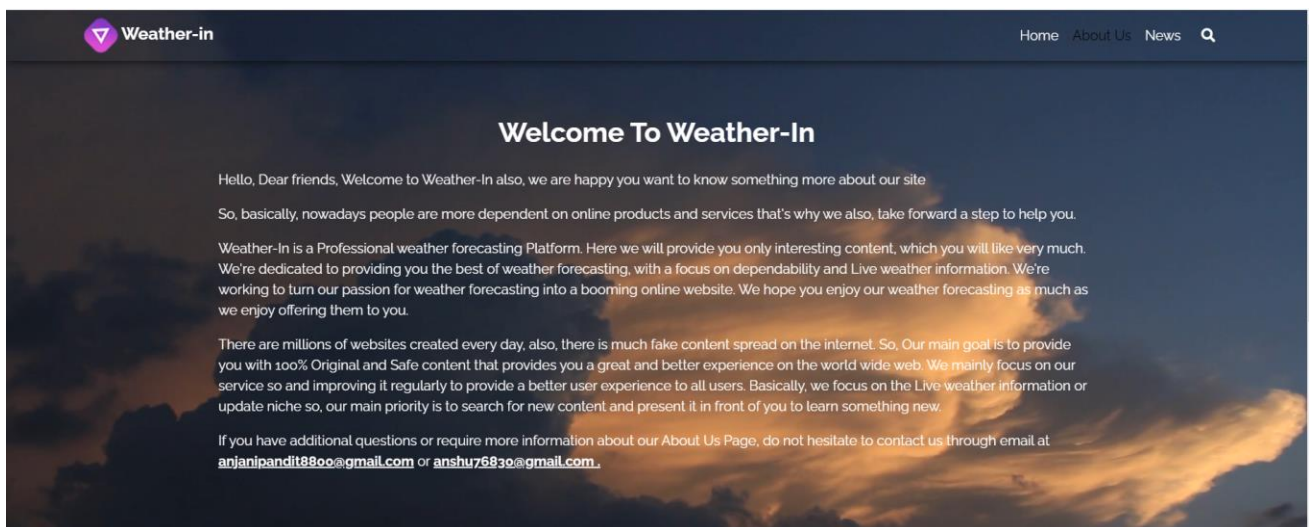 Weather-in
Home About Us News
Welcome To Weather-In
Hello, Dear friends, Welcome to Weather-In also, we are happy you want to know something more about our site
So, basically, nowadays people are more dependent on online products and services that's why we also, take forward a step to help you.
Weather-In is a Professional weather forecasting Platform. Here we will provide you only interesting content, which you will like very much.
We're dedicated to providing you the best of weather forecasting, with a focus on dependability and Live weather information. We're
working to turn our passion for weather forecasting into a booming online website. We hope you enjoy our weather forecasting as much as
we enjoy offering them to you.
There are millions of websites created every day, also, there is much fake content spread on the internet. So, Our main goal is to provide
you with 100% Original and Safe content that provides you a great and better experience on the world wide web. We mainly focus on our
service so and improving it regularly to provide a better user experience to all users. Basically, we focus on the Live weather information or
update niche so, our main priority is to search for new content and present it in front of you to learn something new.
If you have additional questions or require more information about our About Us Page, do not hesitate to contact us through email at
anjanipandit8800@gmail.com or anshu76830@gmail.com .